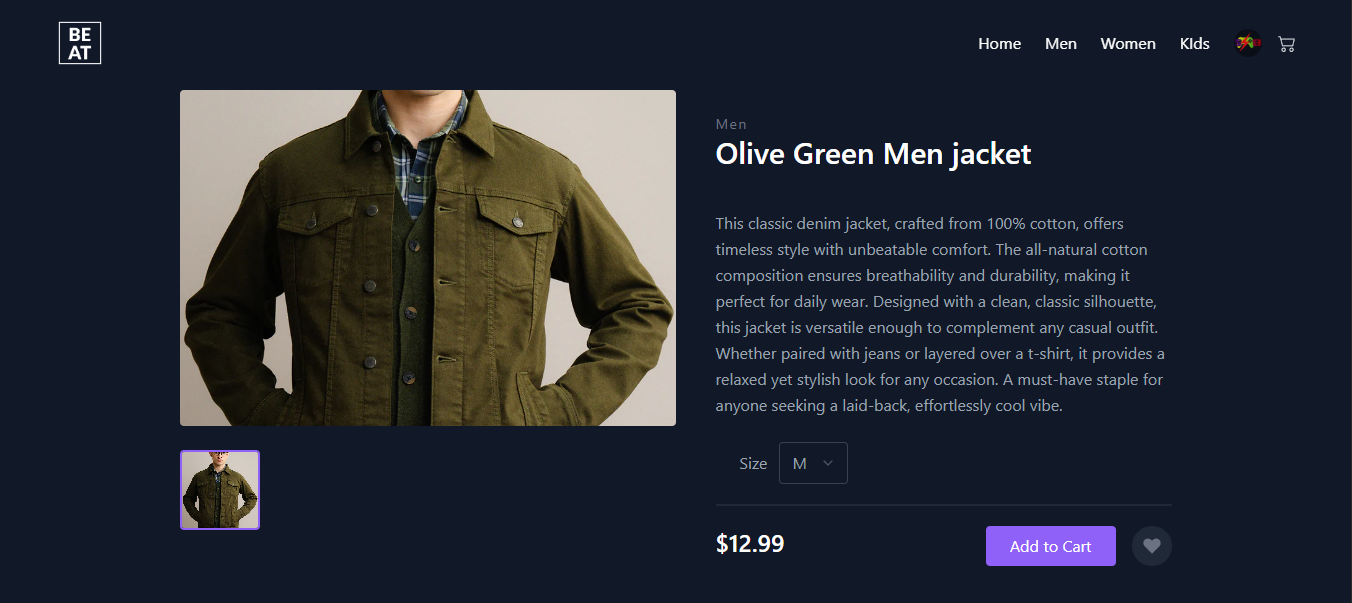 BE
AT
Home Men Women KIds
Men
Olive Green Men jacket
This classic denim jacket, crafted from 100% cotton, offers
timeless style with unbeatable comfort. The all-natural cotton
composition ensures breathability and durability, making it
perfect for daily wear. Designed with a clean, classic silhouette,
this jacket is versatile enough to complement any casual outfit.
Whether paired with jeans or layered over a t-shirt, it provides a
relaxed yet stylish look for any occasion. A must-have staple for
anyone seeking a laid-back, effortlessly cool vibe.
Size M
$12.99 Add to Cart